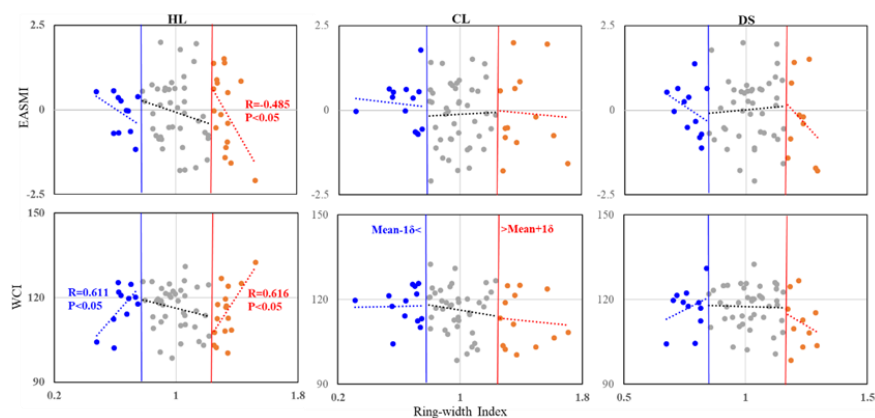 HL CL DS
2.5 2.5 2.5
EASMI 0 0 0
R=-0.485
P<0.05
-2.5 -2.5 -2.5
150 150 150
Mean-1δ< >Mean+1δ
WCI 120 120 120
R=0.611 R=0.616
P<0.05 P<0.05
90 90 90
0.2 1 1.8 0.3 1 1.7 0.5 1 1.5
Ring-width Index